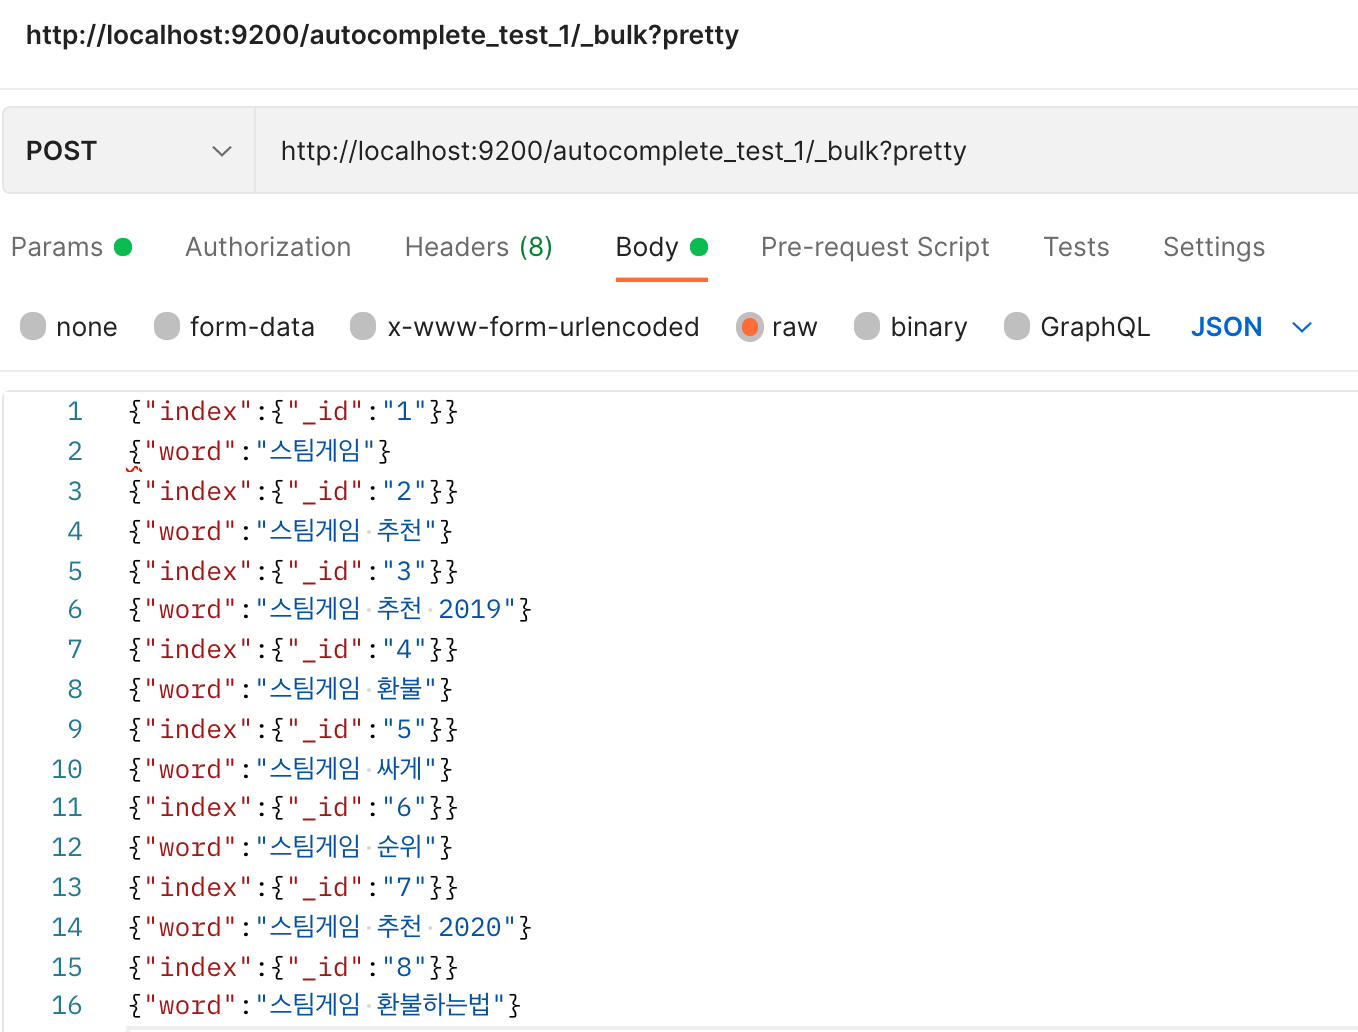 http://localhost:9200/autocomplete_test_1/_bulk?pretty
POST http://localhost:9200/autocomplete_test_1/_bulk?pretty
Params Authorization Headers (8) Body Pre-request Script Tests Settings
none form-data x-www-form-urlencoded raw binary GraphQL JSON
1 {"index":{"_id":"1"}}
2 {"word":"스팀게임"}
3 {"index":{"_id":"2"}}
4 {"word":"스팀게임 추천"}
5 {"index":{"_id":"3"}}
6 {"word":"스팀게임 추천 2019"}
7 {"index":{"_id":"4"}}
8 {"word":"스팀게임 환불"}
9 {"index":{"_id":"5"}}
10 {"word":"스팀게임 싸게"}
11 {"index":{"_id":"6"}}
12 {"word":"스팀게임 순위"}
13 {"index":{"_id":"7"}}
14 {"word":"스팀게임 추천 2020"}
15 {"index":{"_id":"8"}}
16 {"word":"스팀게임 환불하는법"}